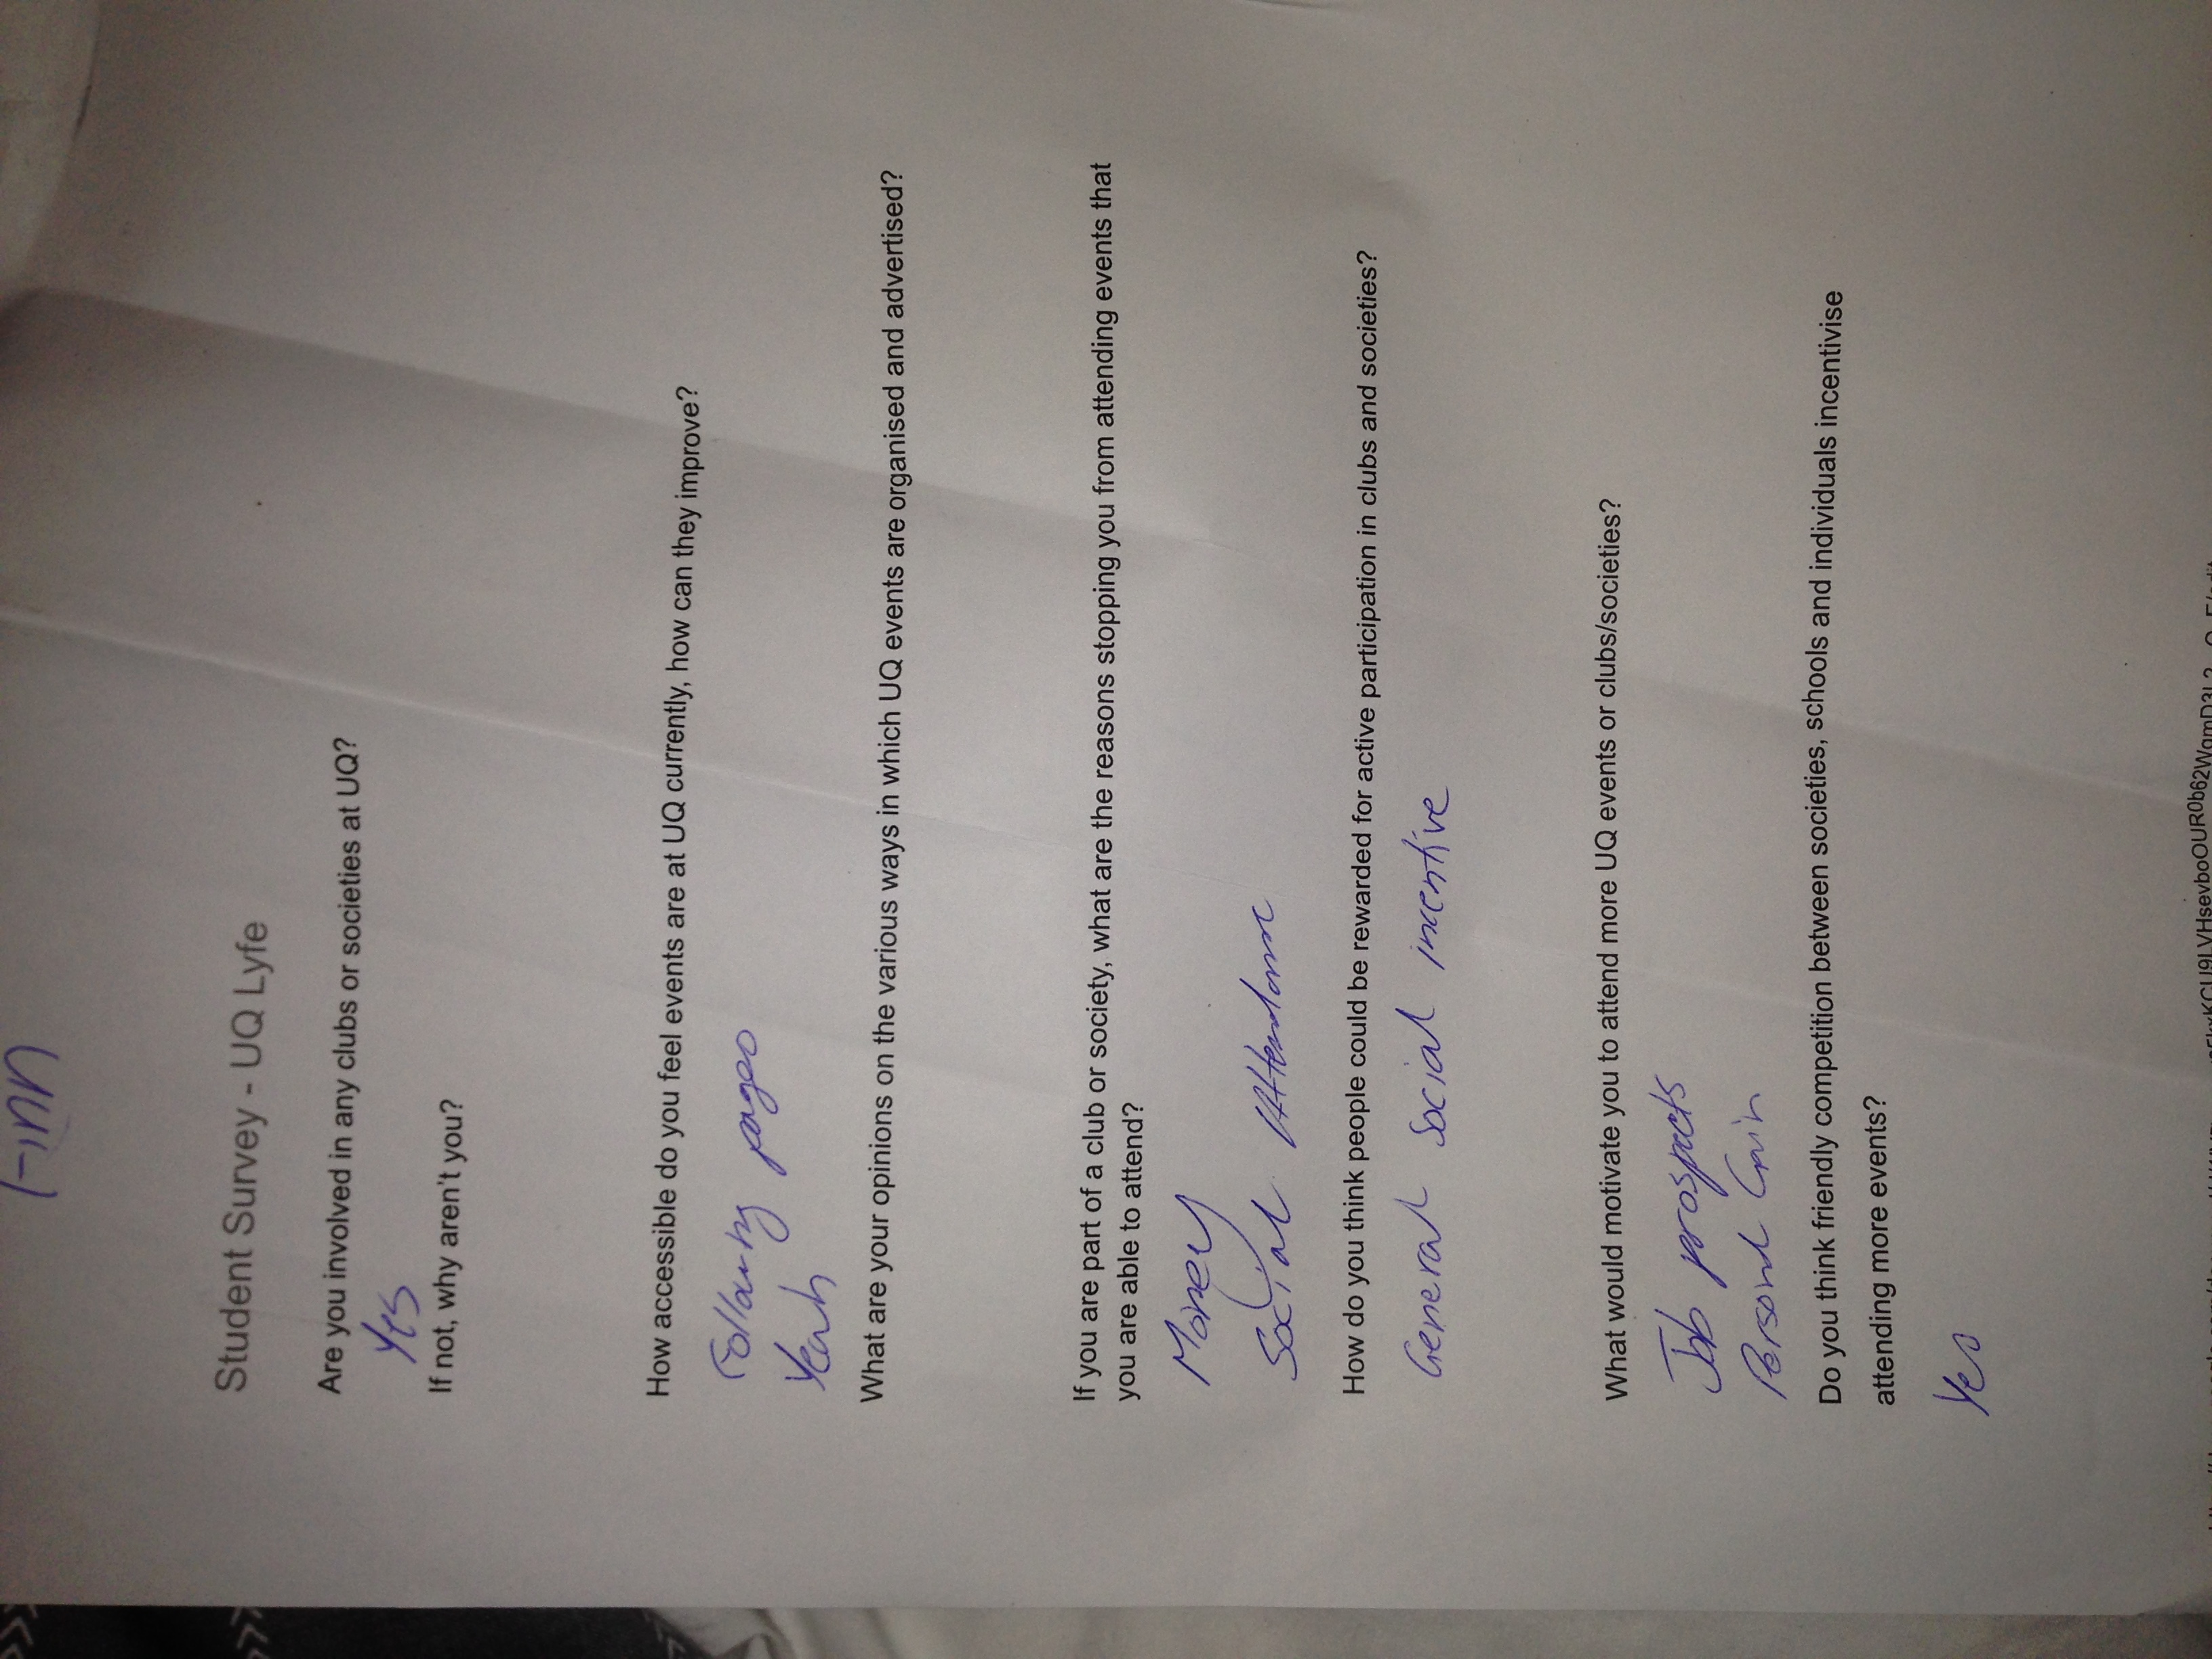 Finn
Student Survey - UQ Lyfe
Are you involved in any clubs or societies at UQ?
Yes
If not, why aren't you?
How accessible do you feel events are at UQ currently, how can they improve?
Following pages
Yeah
What are your opinions on the various ways in which UQ events are organised and advertised?
If you are part of a club or society, what are the reasons stopping you from attending events that
you are able to attend?
Money
Social Attendance
How do you think people could be rewarded for active participation in clubs and societies?
General Social incentive
What would motivate you to attend more UQ events or clubs/societies?
Job prospects
Personal Gain
Do you think friendly competition between societies, schools and individuals incentivise
attending more events?
Yes